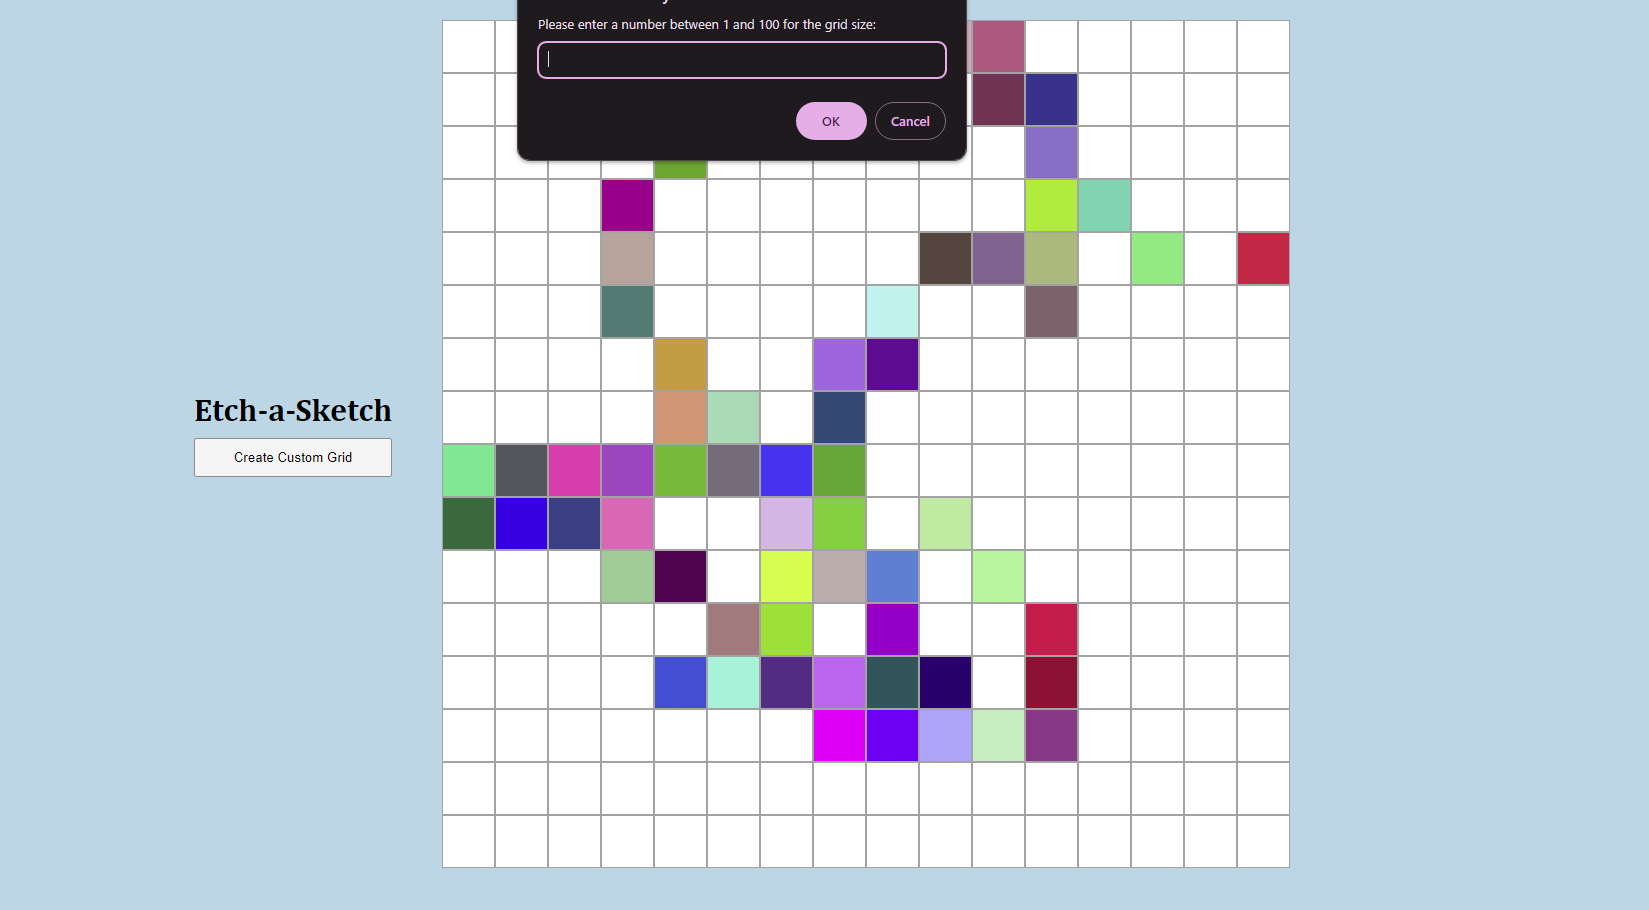 Please enter a number between 1 and 100 for the grid size:
OK
Cancel
Etch-a-Sketch
Create Custom Grid